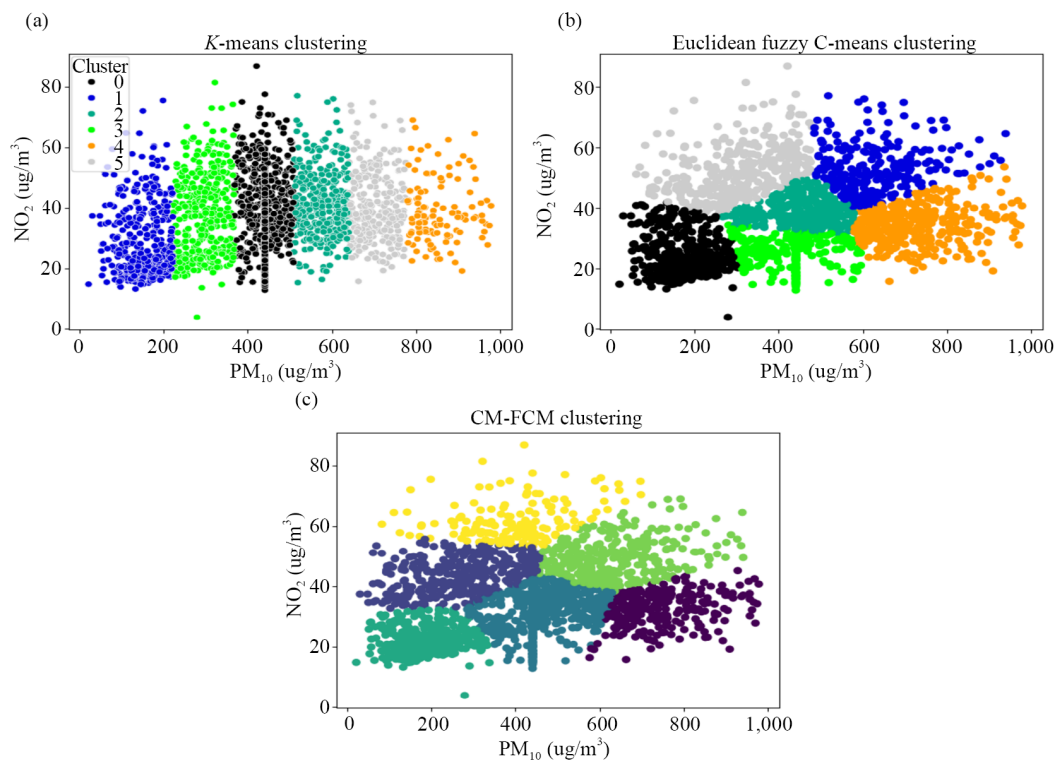 (a)
K-means clustering
Cluster
0
1
2
3
4
5
80
60
40
20
0
NO₂ (ug/m³)
0 200 400 600 800 1,000
PM₁₀ (ug/m³)
(b)
Euclidean fuzzy C-means clustering
80
60
40
20
0
NO₂ (ug/m³)
0 200 400 600 800 1,000
PM₁₀ (ug/m³)
(c)
CM-FCM clustering
80
60
40
20
0
NO₂ (ug/m³)
0 200 400 600 800 1,000
PM₁₀ (ug/m³)